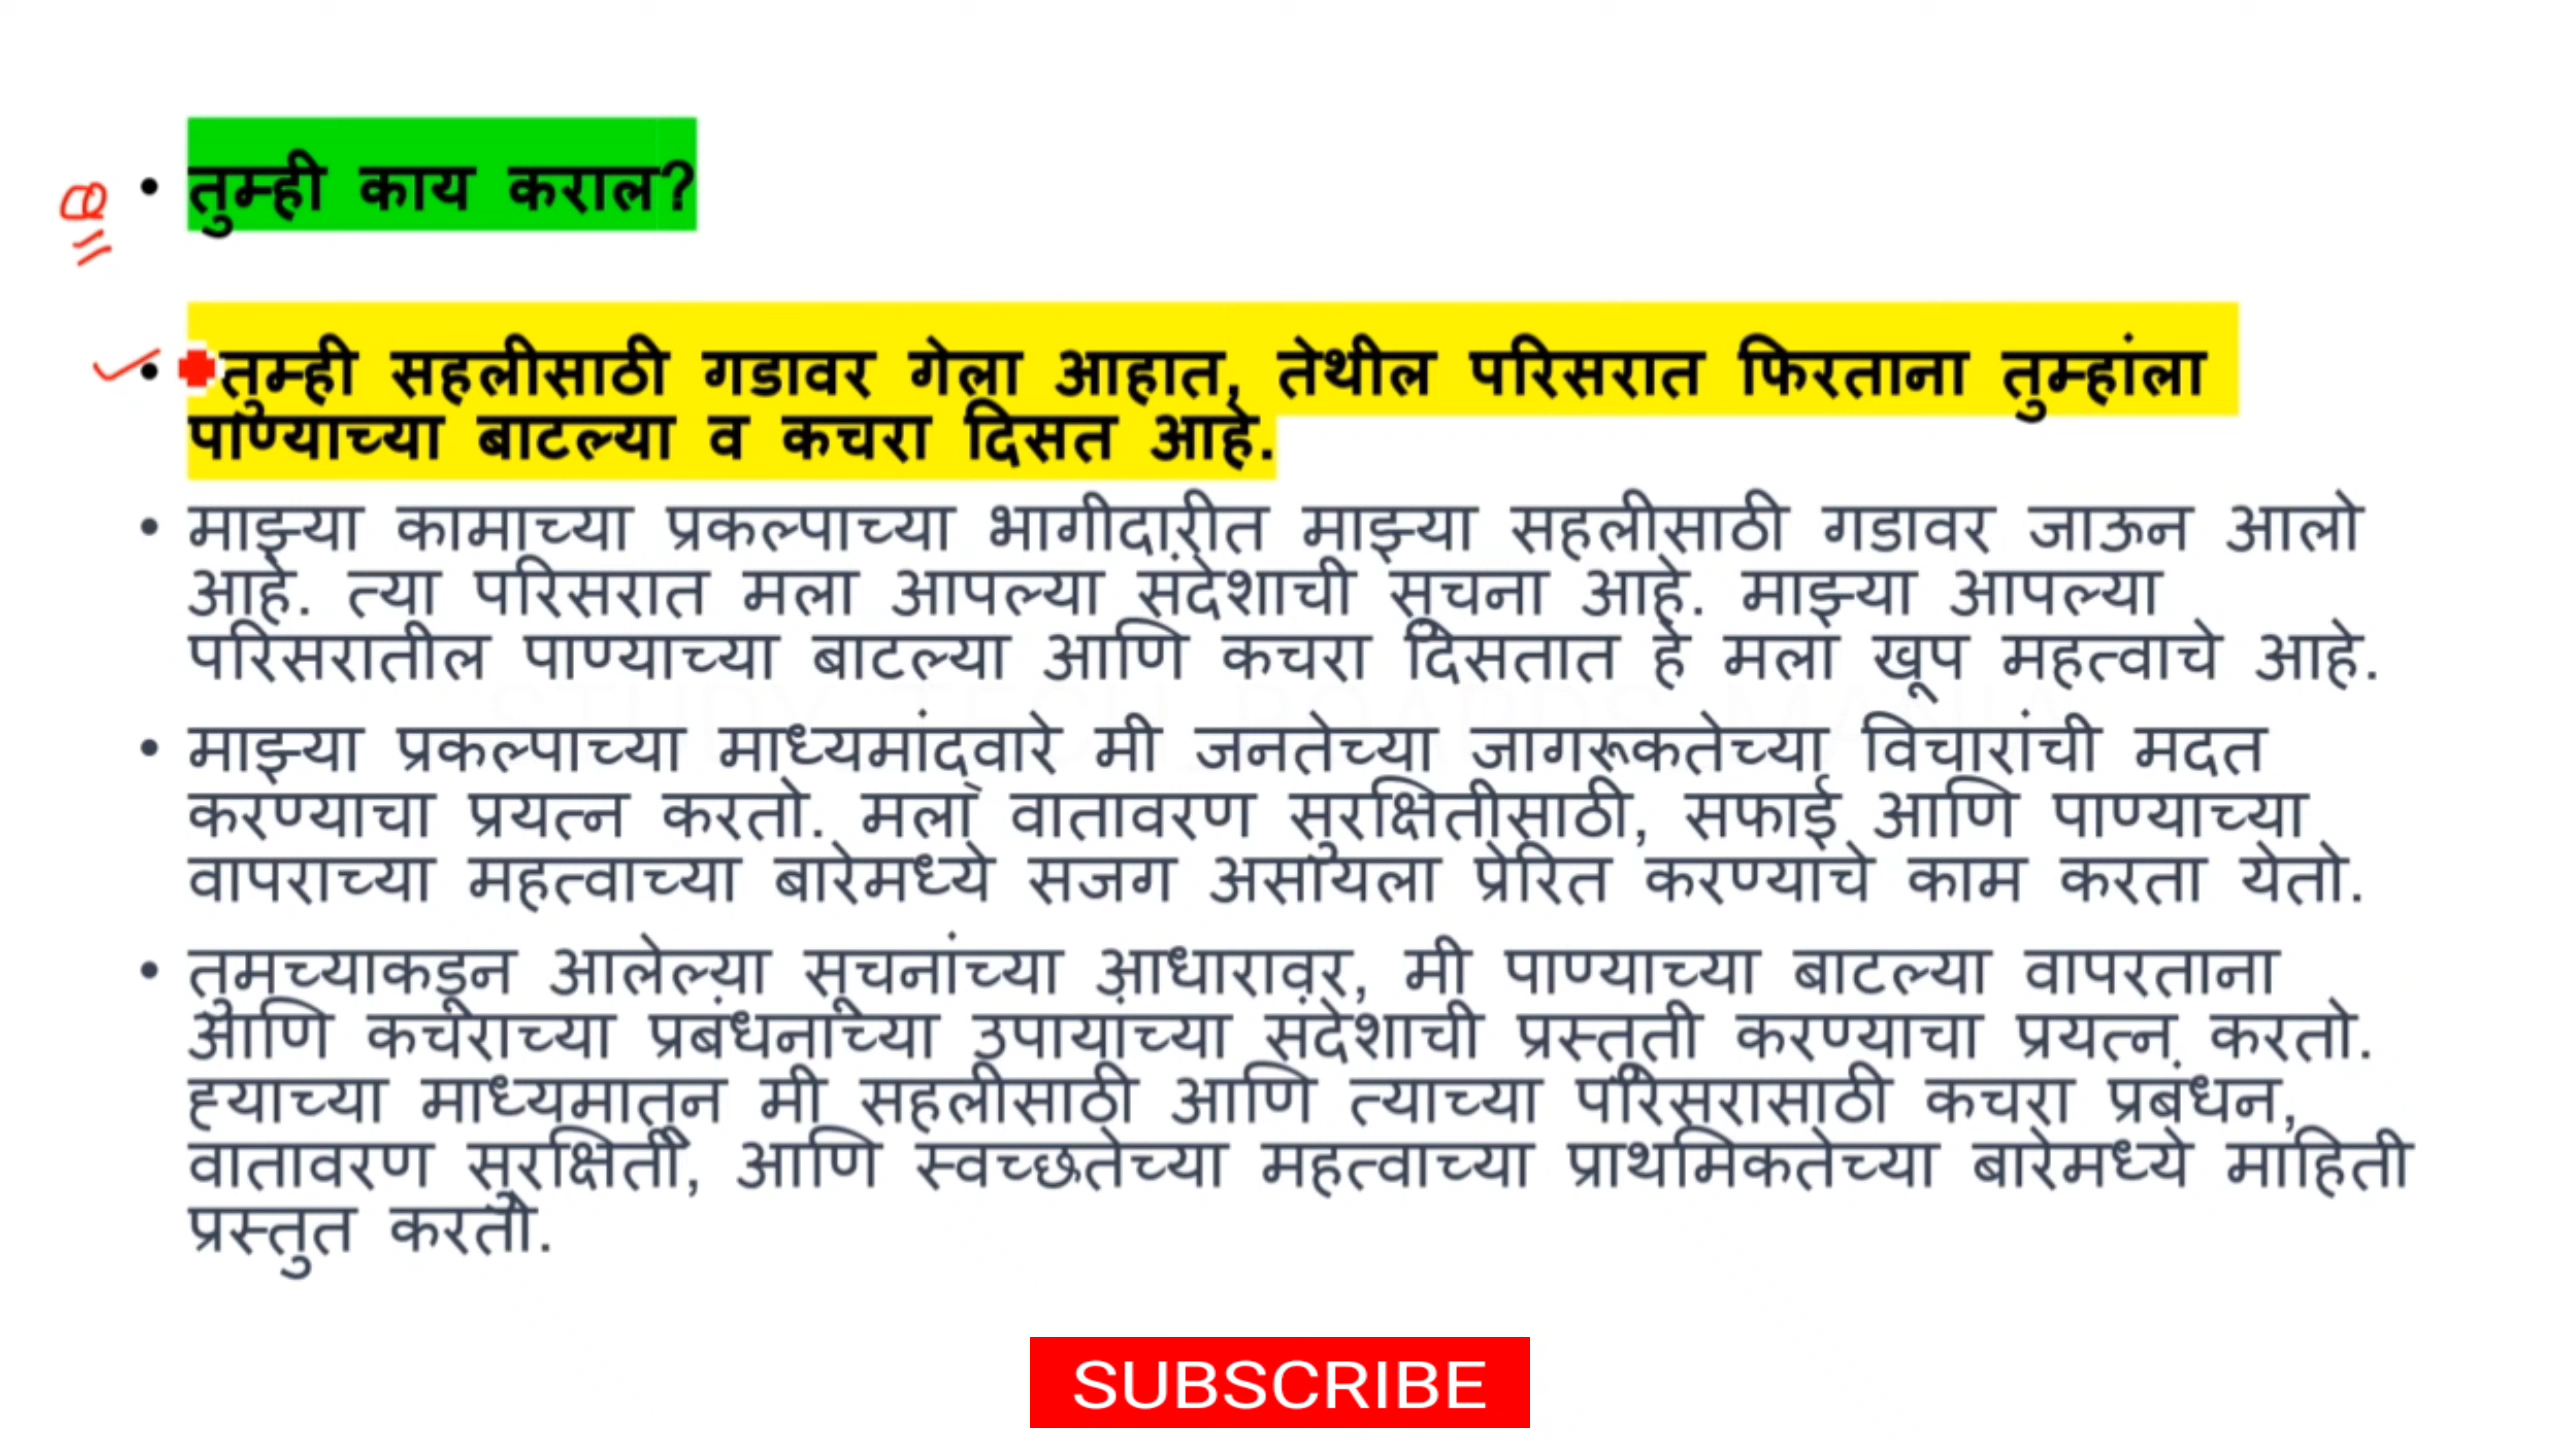 तुम्ही काय कराल?
तुम्ही सहलीसाठी गडावर गेला आहात, तेथील परिसरात फिरताना तुम्हांला
पाण्याच्या बाटल्या व कचरा दिसत आहे.
माझ्या कामाच्या प्रकल्पाच्या भागीदारीत माझ्या सहलीसाठी गडावर जाऊन आलो
आहे. त्या परिसरात मला आपल्या संदेशाची सूचना आहे. माझ्या आपल्या
परिसरातील पाण्याच्या बाटल्या आणि कचरा दिसतात हे मला खूप महत्वाचे आहे.
माझ्या प्रकल्पाच्या माध्यमांद्वारे मी जनतेच्या जागरूकतेच्या विचारांची मदत
करण्याचा प्रयत्न करतो. मला वातावरण सुरक्षितीसाठी, सफाई आणि पाण्याच्या
वापराच्या महत्वाच्या बारेमध्ये सजग असायला प्रेरित करण्याचे काम करता येतो.
तुमच्याकडून आलेल्या सूचनांच्या आधारावर, मी पाण्याच्या बाटल्या वापरताना
आणि कचराच्या प्रबंधनाच्या उपायांच्या संदेशाची प्रस्तुती करण्याचा प्रयत्न करतो.
ह्याच्या माध्यमातून मी सहलीसाठी आणि त्याच्या परिसरासाठी कचरा प्रबंधन,
वातावरण सुरक्षिती, आणि स्वच्छतेच्या महत्वाच्या प्राथमिकतेच्या बारेमध्ये माहिती
प्रस्तुत करतो.
SUBSCRIBE